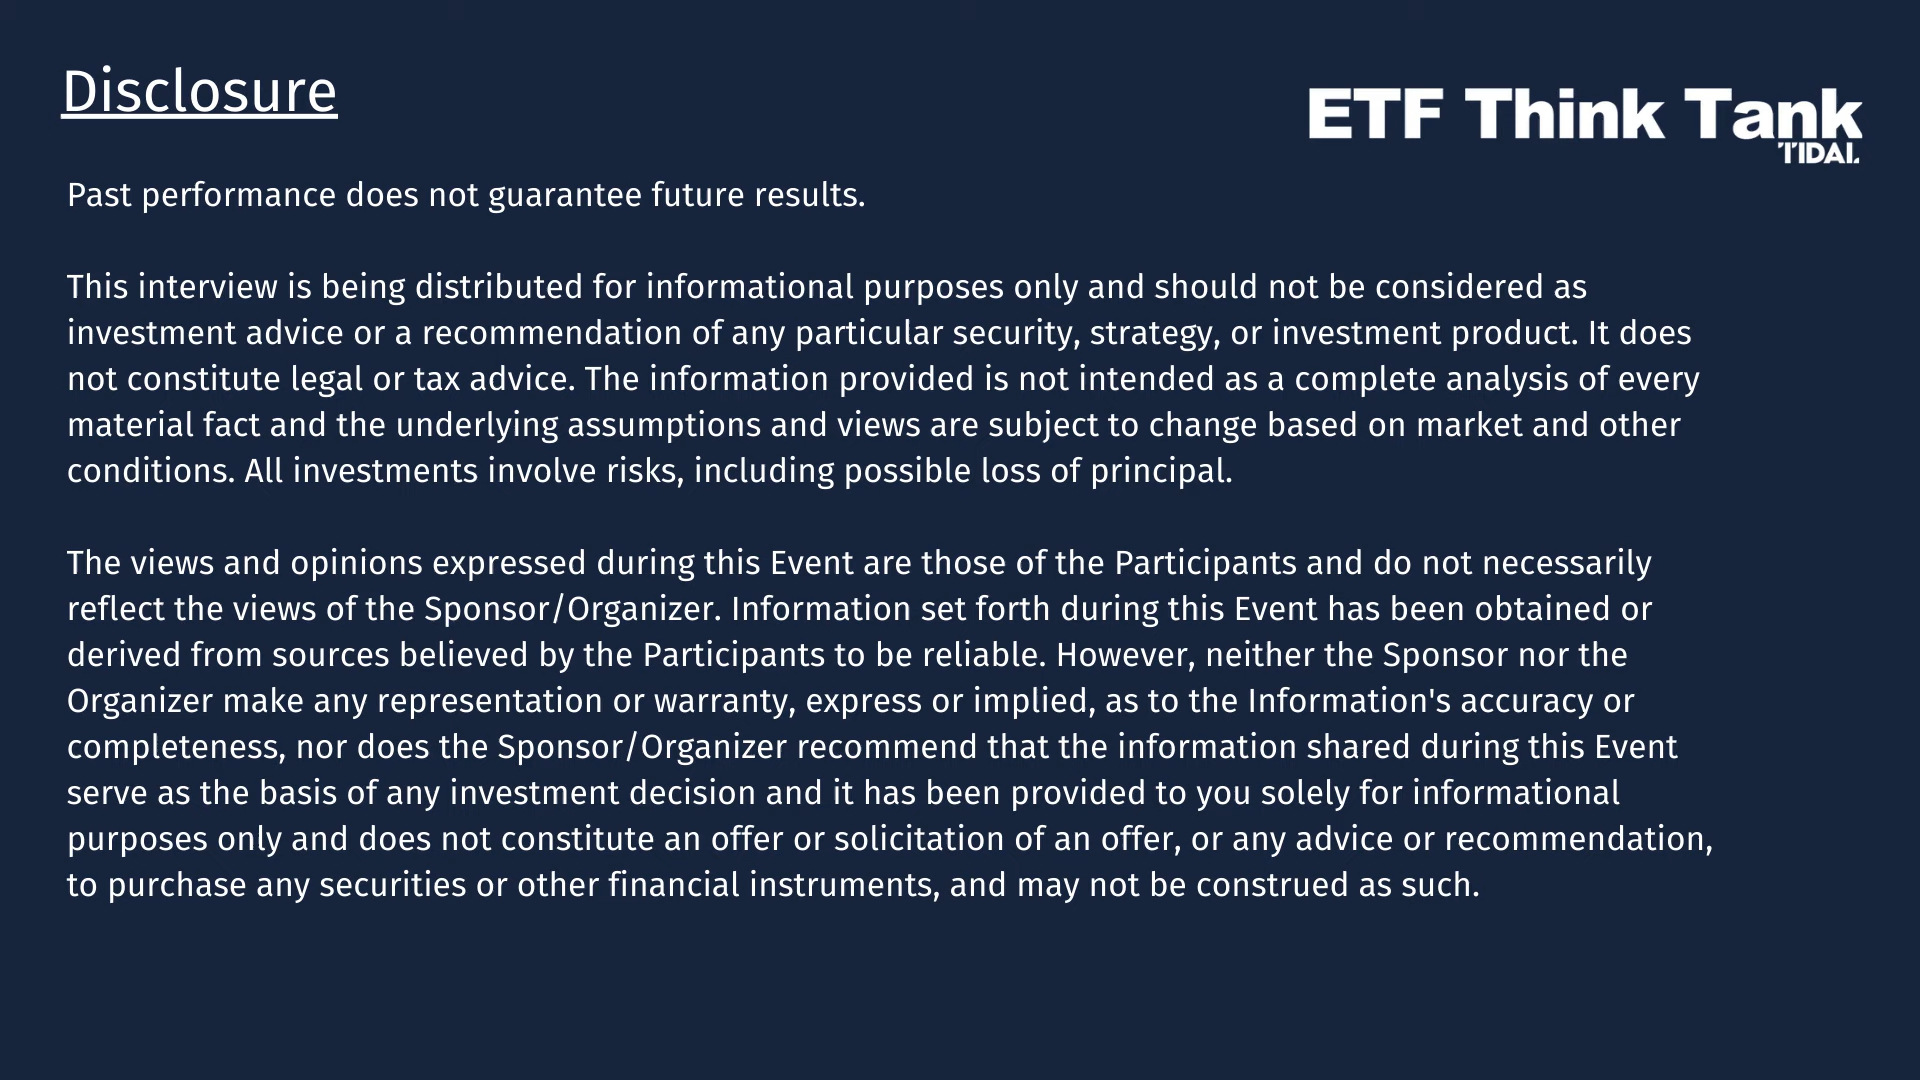 Disclosure
ETF Think Tank
TIDAL
Past performance does not guarantee future results.
This interview is being distributed for informational purposes only and should not be considered as
investment advice or a recommendation of any particular security, strategy, or investment product. It does
not constitute legal or tax advice. The information provided is not intended as a complete analysis of every
material fact and the underlying assumptions and views are subject to change based on market and other
conditions. All investments involve risks, including possible loss of principal.
The views and opinions expressed during this Event are those of the Participants and do not necessarily
reflect the views of the Sponsor/Organizer. Information set forth during this Event has been obtained or
derived from sources believed by the Participants to be reliable. However, neither the Sponsor nor the
Organizer make any representation or warranty, express or implied, as to the Information's accuracy or
completeness, nor does the Sponsor/Organizer recommend that the information shared during this Event
serve as the basis of any investment decision and it has been provided to you solely for informational
purposes only and does not constitute an offer or solicitation of an offer, or any advice or recommendation,
to purchase any securities or other financial instruments, and may not be construed as such.